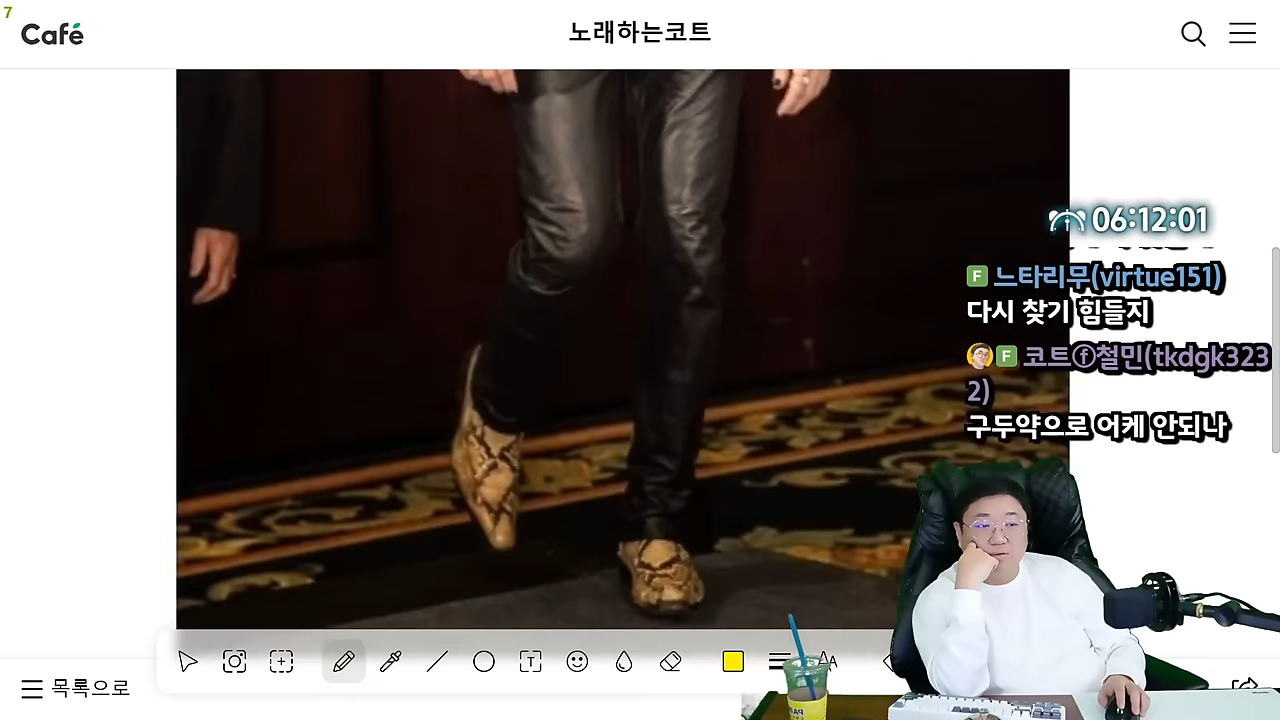 7
Café
노래하는코트
06:12:01
F 느타리무(virtue151)
다시 찾기 힘들지
F 코트ⓕ철민(tkdgk323
2)
구두약으로 어케 안되나
T
AA
목록으로